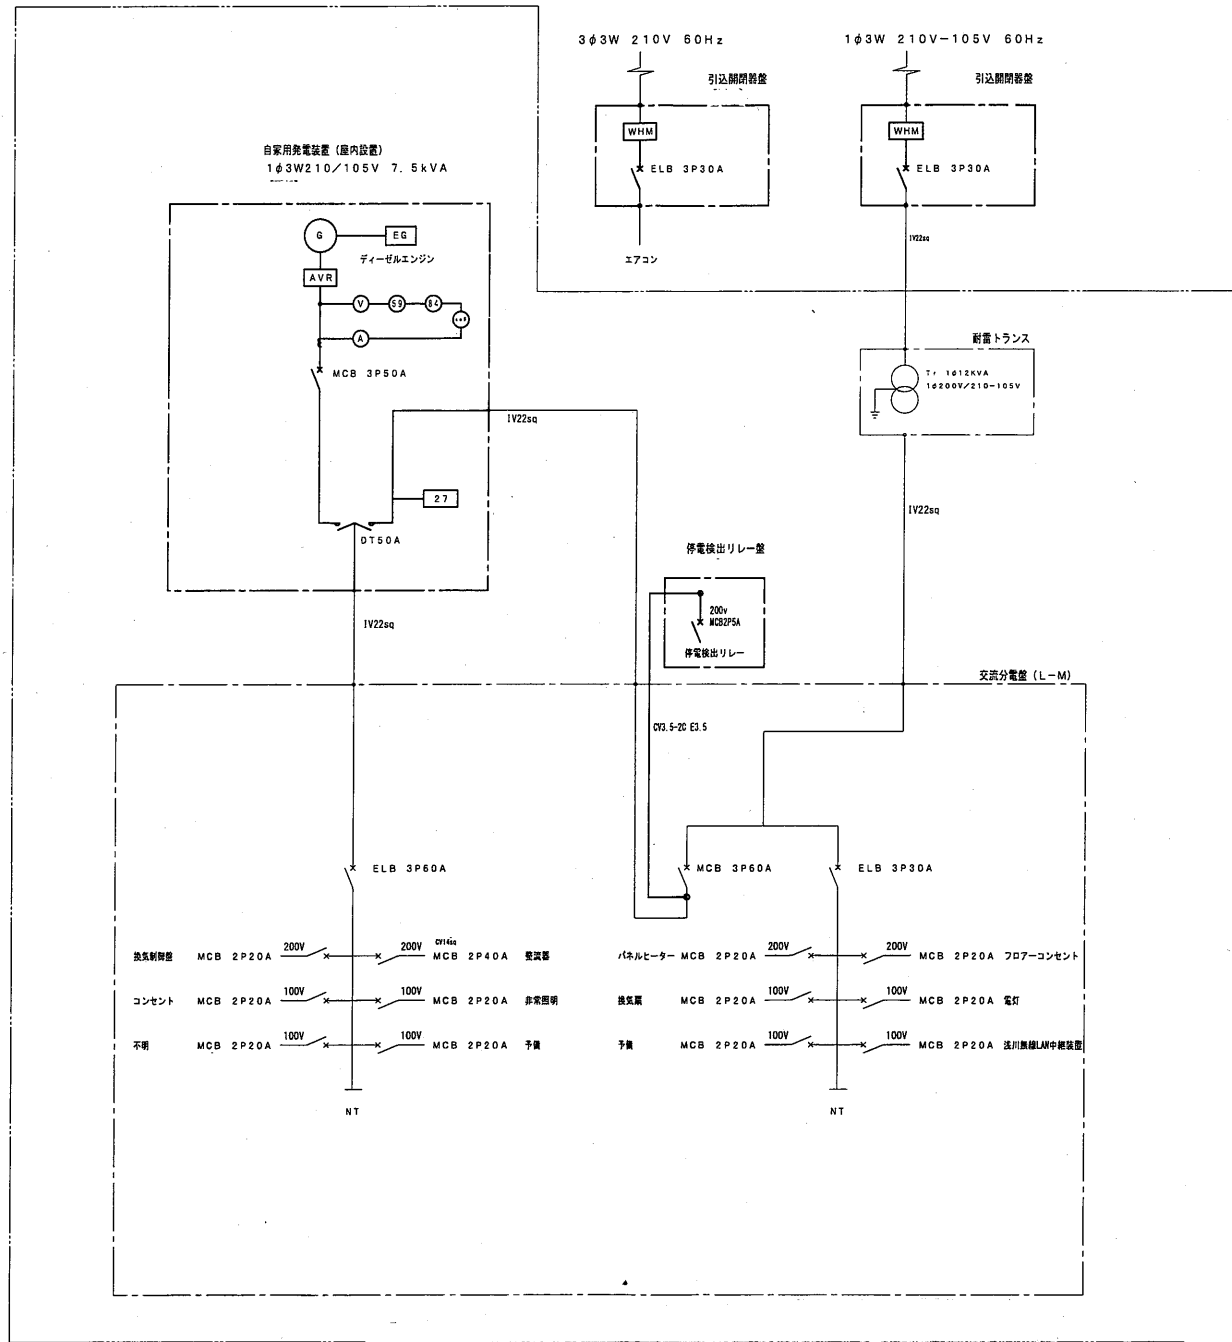 3φ3W 210V 60Hz
1φ3W 210V-105V 60Hz
引込開閉器盤
引込開閉器盤
WHM
WHM
ELB 3P30A
ELB 3P30A
エアコン
IV22sq
自家用発電装置 (屋内設置)
1φ3W210/105V 7.5kVA
G
EG
ディーゼルエンジン
AVR
V
59
84
A
MCB 3P50A
IV22sq
27
DT50A
耐雷トランス
Tr 1φ12KVA
1φ200V/210-105V
IV22sq
停電検出リレー盤
200v
MCB2P5A
停電検出リレー
IV22sq
交流分電盤 (L-M)
CV3.5-2C E3.5
ELB 3P60A
MCB 3P60A
ELB 3P30A
換気制御盤 MCB 2P20A 200V 200V CV14sq MCB 2P40A 整流器
コンセント MCB 2P20A 100V 100V MCB 2P20A 非常照明
不明 MCB 2P20A 100V 100V MCB 2P20A 予備
NT
パネルヒーター MCB 2P20A 200V 200V MCB 2P20A フロアーコンセント
換気扇 MCB 2P20A 100V 100V MCB 2P20A 電灯
予備 MCB 2P20A 100V 100V MCB 2P20A 浅川無線LAN中継装置
NT